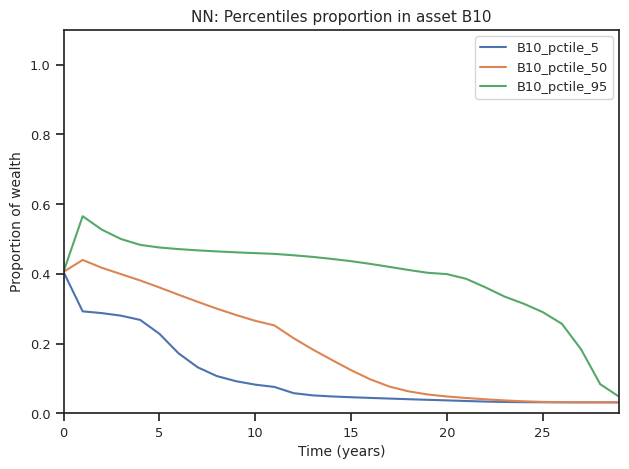 NN: Percentiles proportion in asset B10
B10_pctile_5
B10_pctile_50
B10_pctile_95
Proportion of wealth
1.0
0.8
0.6
0.4
0.2
0.0
0 5 10 15 20 25
Time (years)